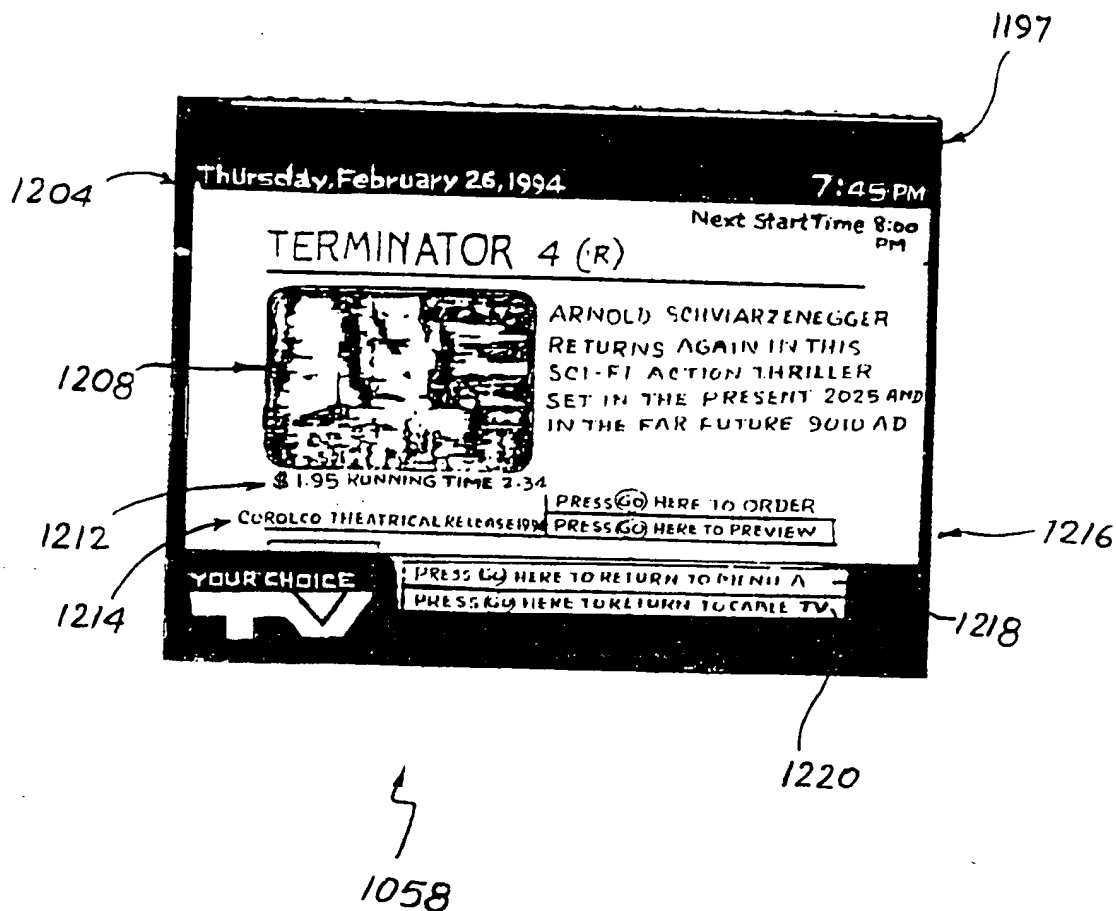 1197
1204
Thursday, February 26, 1994 7:45 PM
Next Start Time 8:00
PM
TERMINATOR 4 (R)
1208
ARNOLD SCHVIARZENEGGER
RETURNS AGAIN IN THIS
SCI-FI ACTION THRILLER
SET IN THE PRESENT 2025 AND
IN THE FAR FUTURE 9010 AD
$ 1.95 RUNNING TIME 2.34
PRESS GO HERE TO ORDER
1212
COROLCO THEATRICAL RELEASE 1994
PRESS GO HERE TO PREVIEW
1216
YOUR CHOICE
TV
PRESS GO HERE TO RETURN TO MENU A
PRESS GO HERE TO RETURN TO CABLE TV
1214
1218
1220
1058